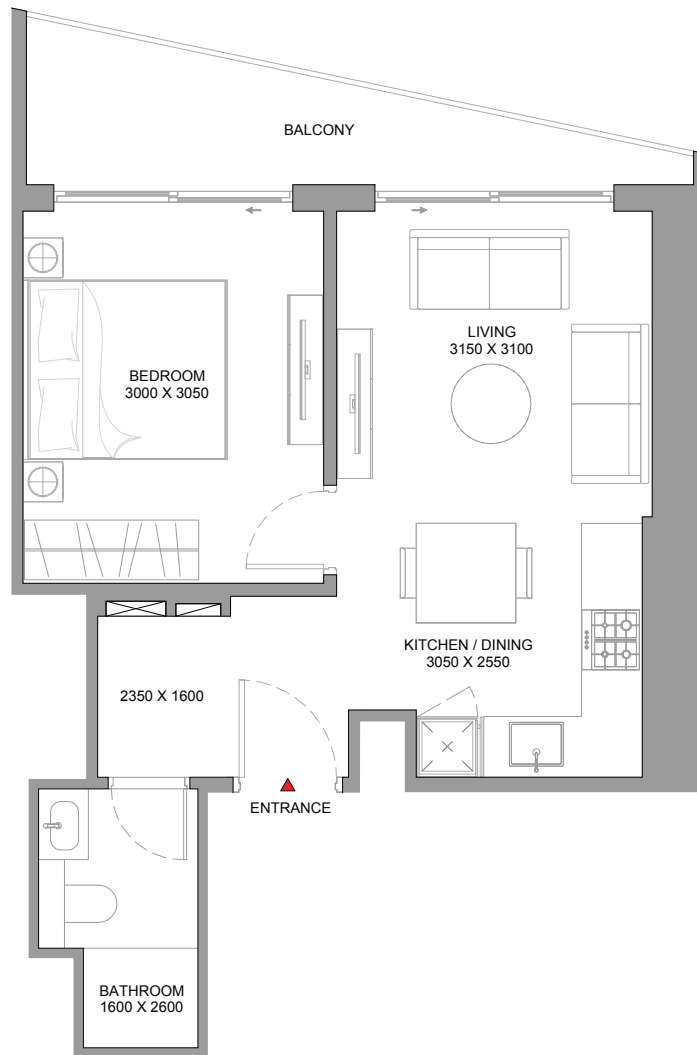 BALCONY
LIVING
3150 X 3100
BEDROOM
3000 X 3050
KITCHEN / DINING
3050 X 2550
2350 X 1600
ENTRANCE
BATHROOM
1600 X 2600